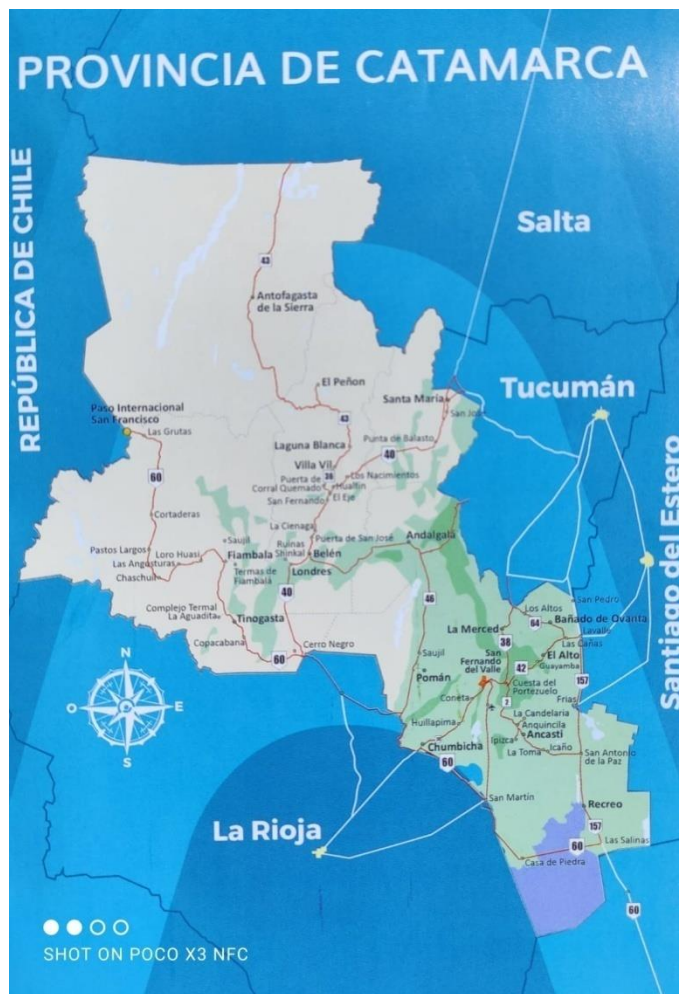 PROVINCIA DE CATAMARCA
REPÚBLICA DE CHILE
Salta
43
Antofagasta
de la Sierra
El Peñon
Tucumán
Santa María
San José
Paso Internacional
San Francisco
Las Grutas
43
Punta de Balasto
Laguna Blanca
40
Villa Vil
Los Nacimientos
60
Puerta de
Corral Quemado
36
Hualfin
San Fernando
El Eje
Santiago del Estero
Cortaderas
La Cienaga
Puerta de San José
Andalgalá
Saujil
Ruinas
Shinkal
Pastos Largos
Loro Huasi
Fiambala
Belén
Las Angosturas
Termas de
Fiambalá
Londres
Chaschuil
40
46
San Pedro
Complejo Termal
La Aguadita
Los Altos
Tinogasta
64
Bañado de Ovanta
La Merced
Lavalle
Copacabana
Cerro Negro
38
Las Cañas
N
60
Saujil
San
Fernando
del Valle
El Alto
42
Guayamba
Pomán
Cuesta del
Portezuelo
157
O
E
Coneta
2
Frias
La Candelaria
Huillapima
Anquincila
S
Ancasti
Chumbicha
Ipizca
Icaño
La Toma
San Antonio
de la Paz
60
San Martín
Recreo
La Rioja
157
Las Salinas
60
Casa de Piedra
60
SHOT ON POCO X3 NFC